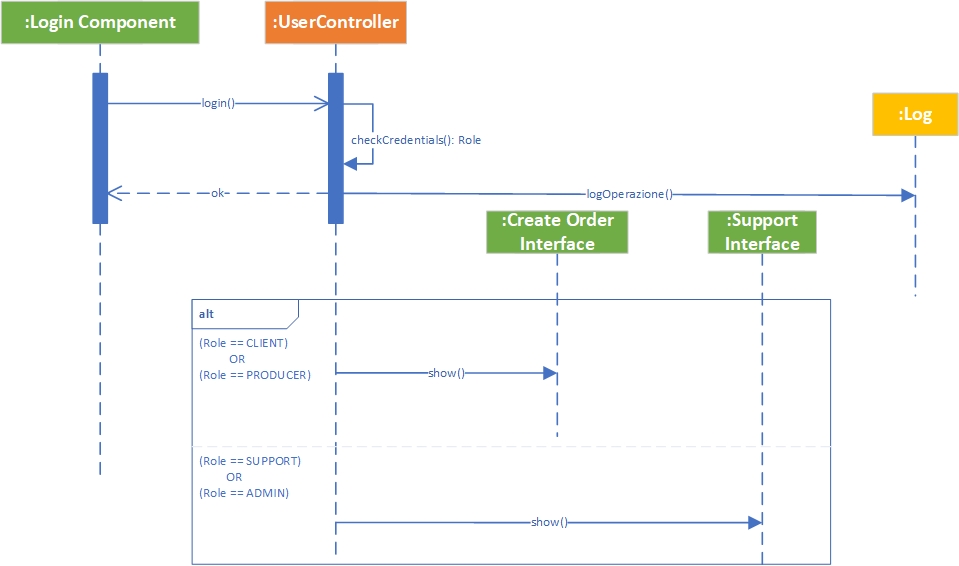 :Login Component
:UserController
login()
:Log
checkCredentials(): Role
ok
logOperazione()
:Create Order
Interface
:Support
Interface
alt
(Role == CLIENT)
OR
(Role == PRODUCER)
show()
(Role == SUPPORT)
OR
(Role == ADMIN)
show()